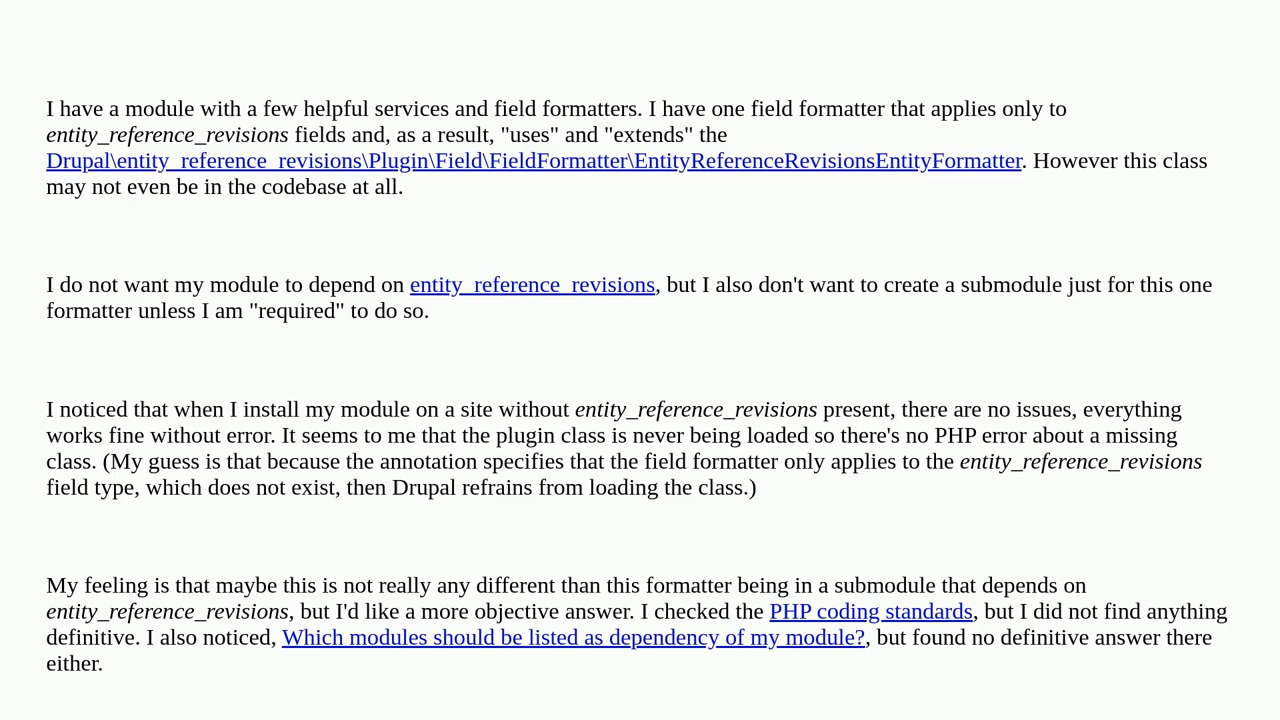 I have a module with a few helpful services and field formatters. I have one field formatter that applies only to
entity_reference_revisions fields and, as a result, "uses" and "extends" the
Drupal\entity_reference_revisions\Plugin\Field\FieldFormatter\EntityReferenceRevisionsEntityFormatter. However this class
may not even be in the codebase at all.
I do not want my module to depend on entity_reference_revisions, but I also don't want to create a submodule just for this one
formatter unless I am "required" to do so.
I noticed that when I install my module on a site without entity_reference_revisions present, there are no issues, everything
works fine without error. It seems to me that the plugin class is never being loaded so there's no PHP error about a missing
class. (My guess is that because the annotation specifies that the field formatter only applies to the entity_reference_revisions
field type, which does not exist, then Drupal refrains from loading the class.)
My feeling is that maybe this is not really any different than this formatter being in a submodule that depends on
entity_reference_revisions, but I'd like a more objective answer. I checked the PHP coding standards, but I did not find anything
definitive. I also noticed, Which modules should be listed as dependency of my module?, but found no definitive answer there
either.